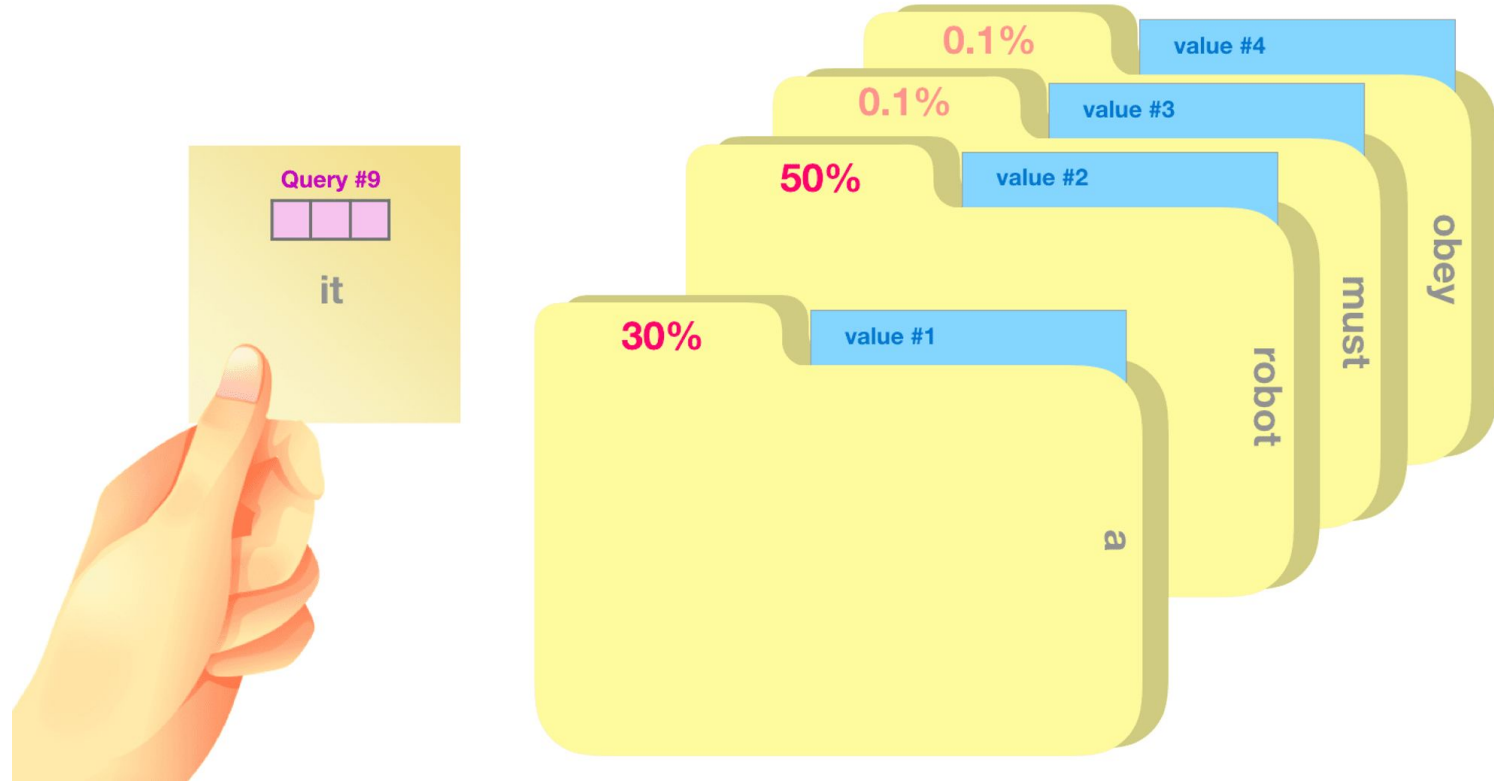 Query #9
it
0.1%
value #4
obey
0.1%
value #3
must
50%
value #2
robot
30%
value #1
a